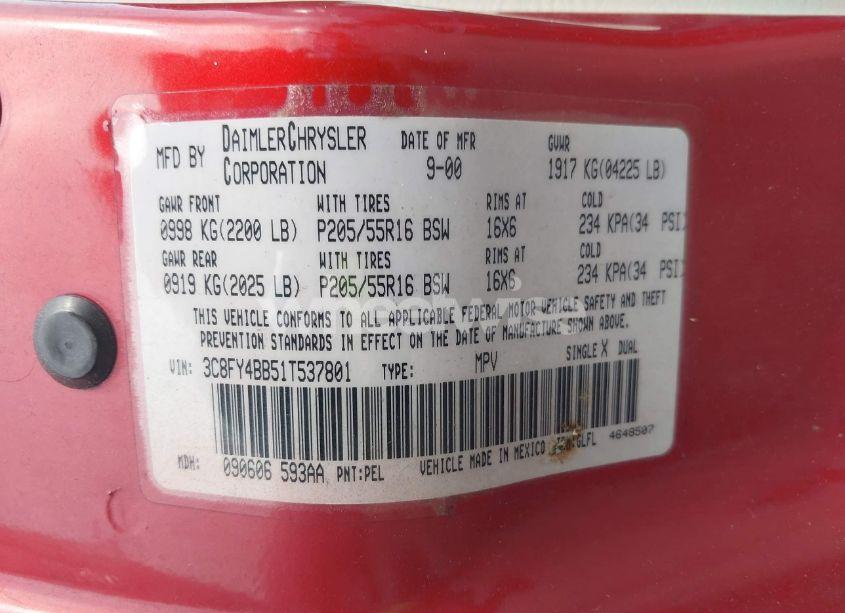 MFD BY DAIMLERCHRYSLER CORPORATION DATE OF MFR 9-00 GVWR 1917 KG(04225 LB)
GAWR FRONT WITH TIRES RIMS AT COLD
0998 KG(2200 LB) P205/55R16 BSW 16X6 234 KPA(34 PSI)
GAWR REAR WITH TIRES RIMS AT COLD
0919 KG(2025 LB) P205/55R16 BSW 16X6 234 KPA(34 PSI)
THIS VEHICLE CONFORMS TO ALL APPLICABLE FEDERAL MOTOR VEHICLE SAFETY AND THEFT
PREVENTION STANDARDS IN EFFECT ON THE DATE OF MANUFACTURE SHOWN ABOVE.
VIN: 3C8FY4BB51T537801 TYPE: MPV SINGLE X DUAL
MDH: 090606 593AA PNT:PEL VEHICLE MADE IN MEXICO 4648507